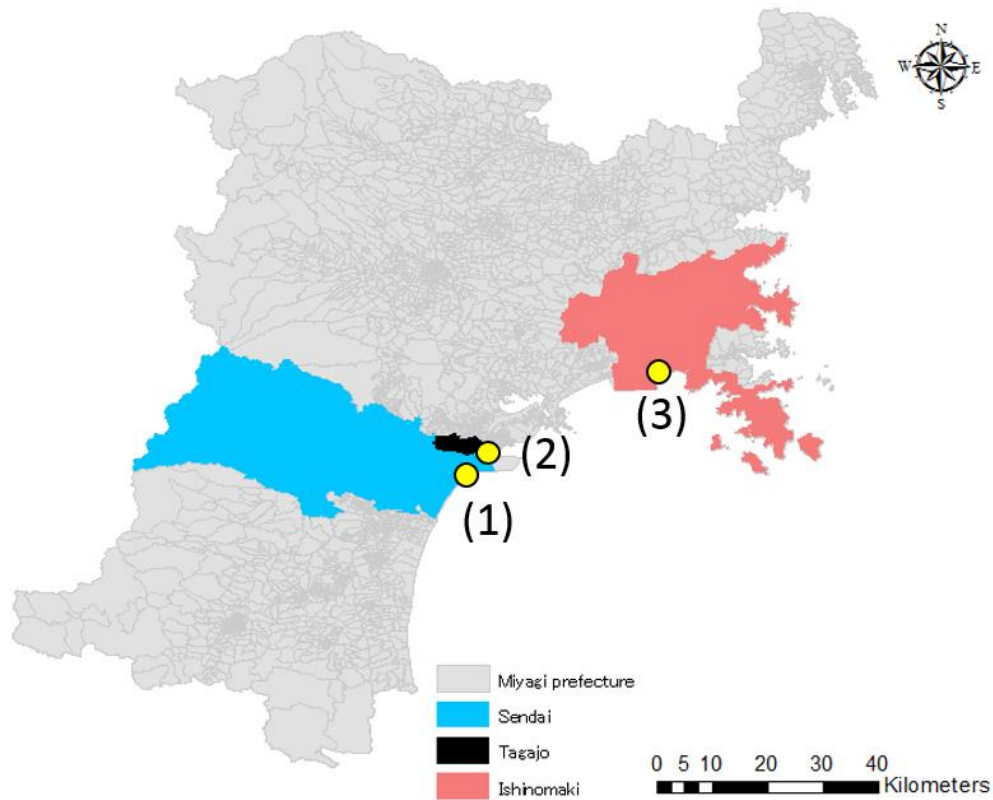 N
W E
S
(3)
(2)
(1)
Miyagi prefecture
Sendai
Tagajo
Ishinomaki
0 5 10 20 30 40
Kilometers